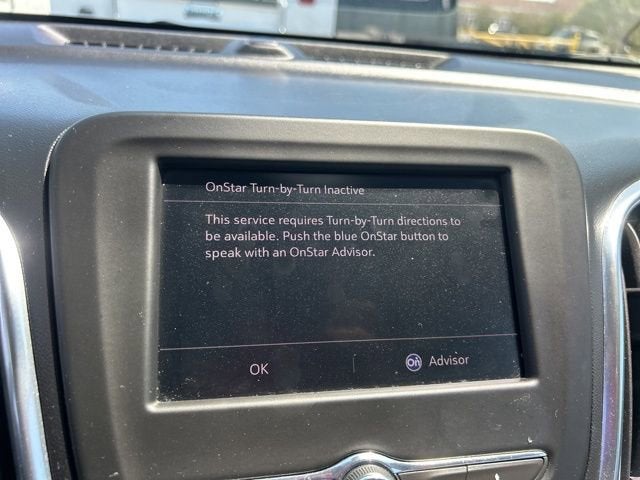 OnStar Turn-by-Turn Inactive
This service requires Turn-by-Turn directions to
be available. Push the blue OnStar button to
speak with an OnStar Advisor.
OK On Advisor